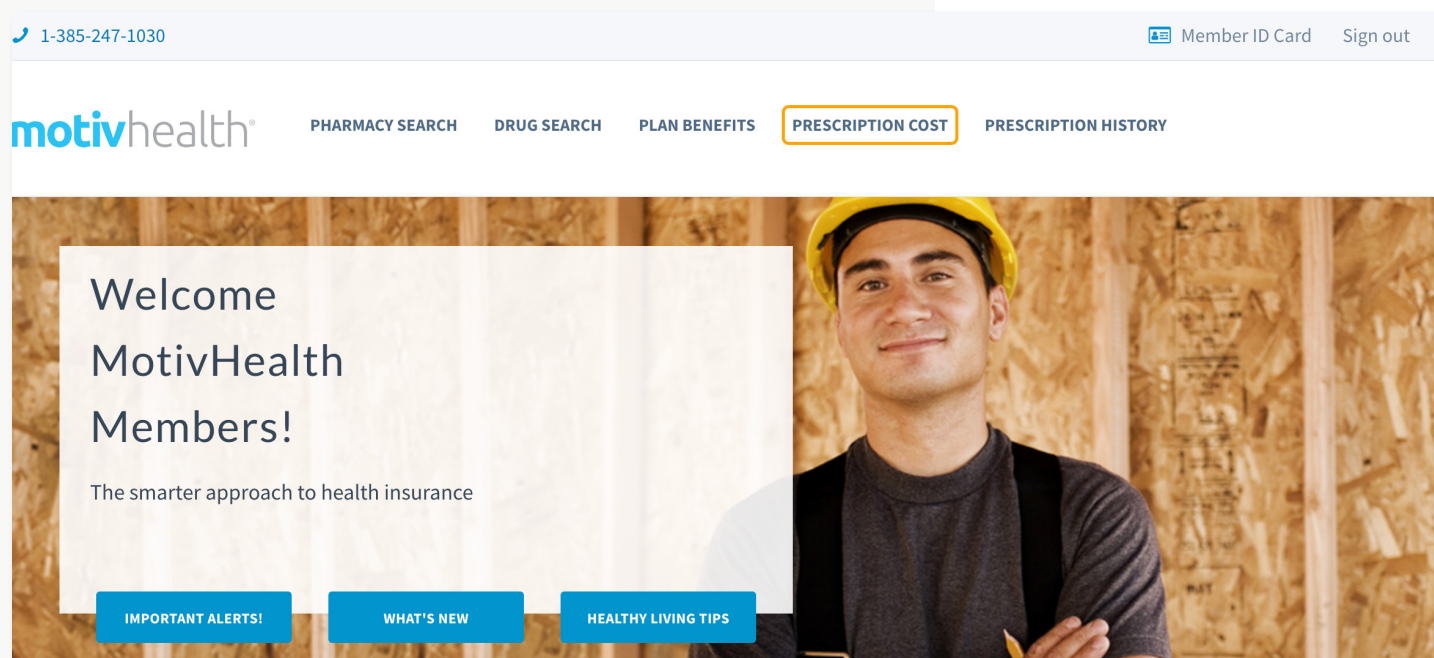 1-385-247-1030
Member ID Card
Sign out
motivhealth®
PHARMACY SEARCH
DRUG SEARCH
PLAN BENEFITS
PRESCRIPTION COST
PRESCRIPTION HISTORY
Welcome
MotivHealth
Members!
The smarter approach to health insurance
IMPORTANT ALERTS!
WHAT'S NEW
HEALTHY LIVING TIPS